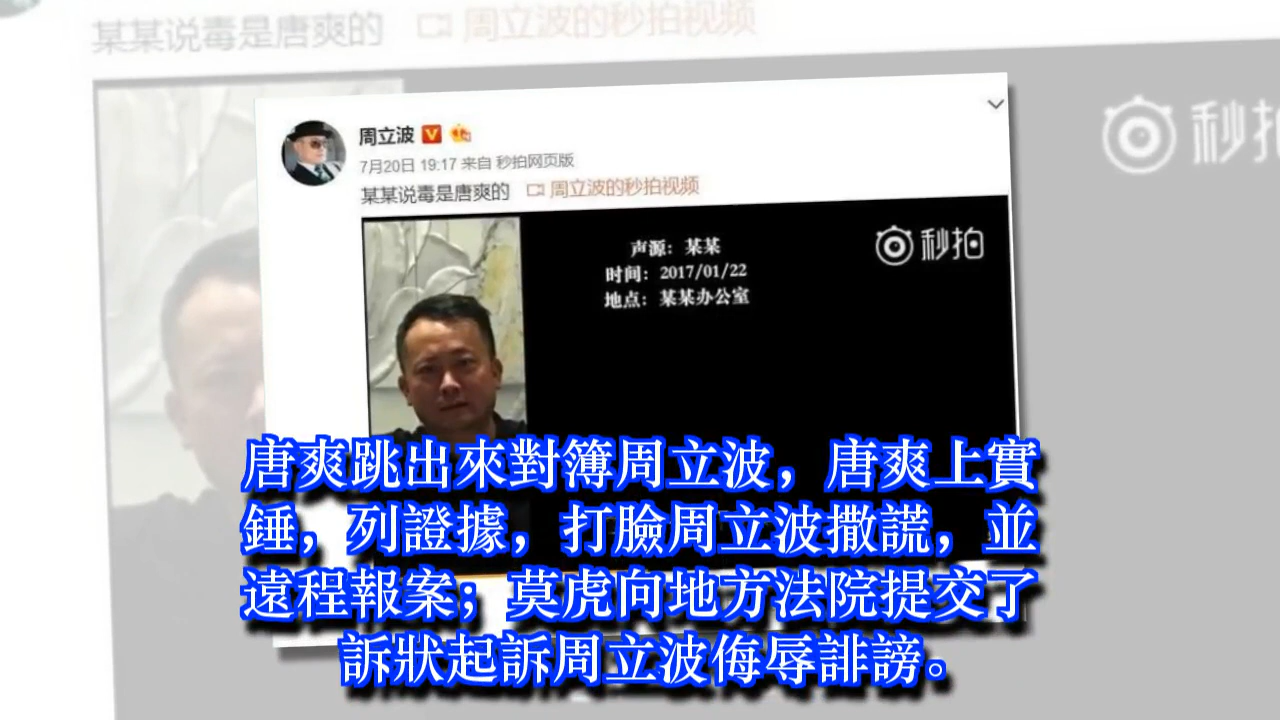 某某说毒是唐爽的 周立波的秒拍视频
秒拍
周立波
7月20日 19:17 来自 秒拍网页版
某某说毒是唐爽的 周立波的秒拍视频
声源：某某
时间：2017/01/22
地点：某某办公室
秒拍
唐爽跳出來對簿周立波，唐爽上實
錘，列證據，打臉周立波撒謊，並
遠程報案；莫虎向地方法院提交了
訴狀起訴周立波侮辱誹謗。